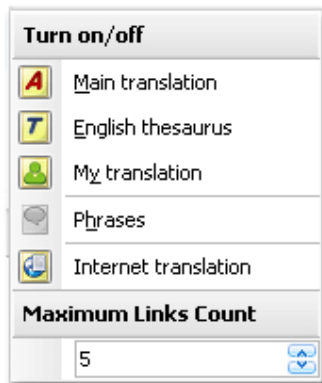 Turn on/off
A Main translation
T English thesaurus
My translation
Phrases
Internet translation
Maximum Links Count
5